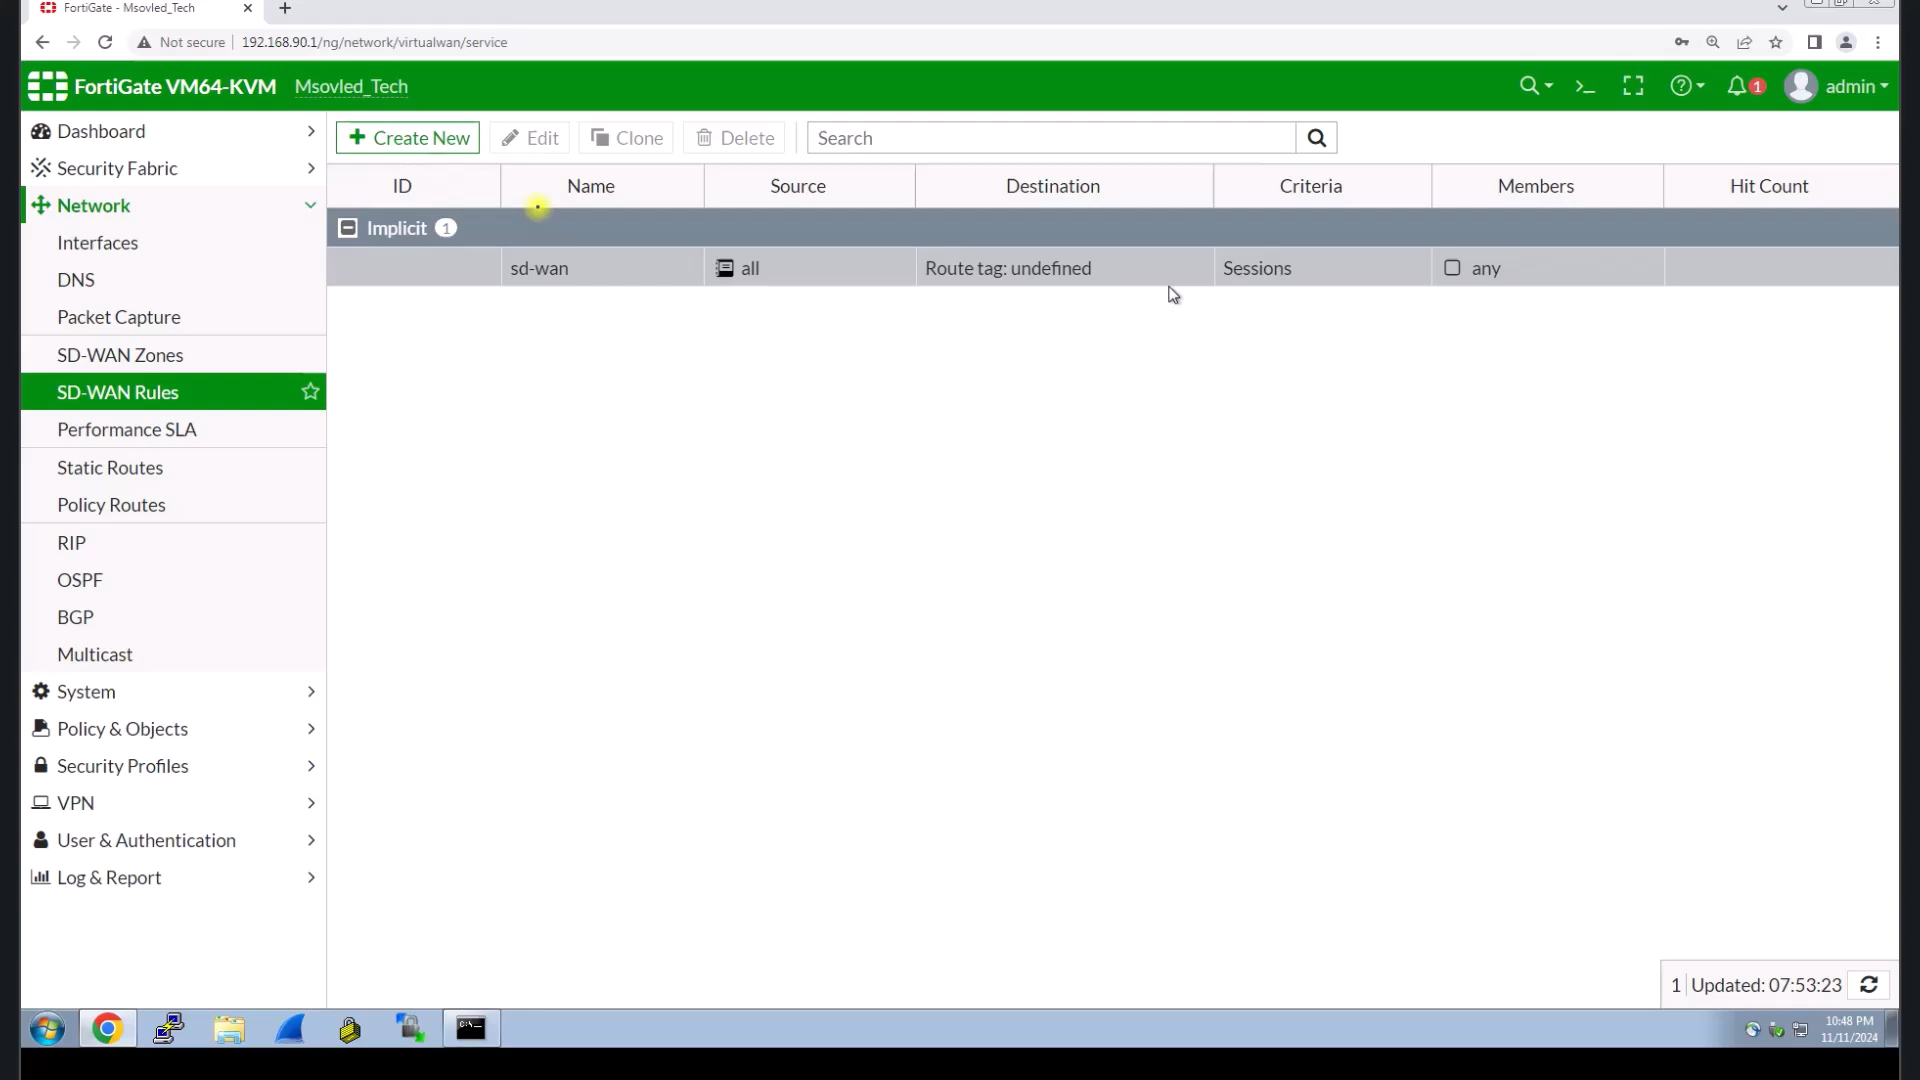 FortiGate - Msovled_Tech
Not secure 192.168.90.1/ng/network/virtualwan/service
FortiGate VM64-KVM Msovled_Tech 1 admin
Dashboard
Security Fabric
Network
Interfaces
DNS
Packet Capture
SD-WAN Zones
SD-WAN Rules
Performance SLA
Static Routes
Policy Routes
RIP
OSPF
BGP
Multicast
System
Policy & Objects
Security Profiles
VPN
User & Authentication
Log & Report
Create New Edit Clone Delete Search
ID Name Source Destination Criteria Members Hit Count
Implicit 1
sd-wan all Route tag: undefined Sessions any
1 Updated: 07:53:23
10:48 PM
11/11/2024